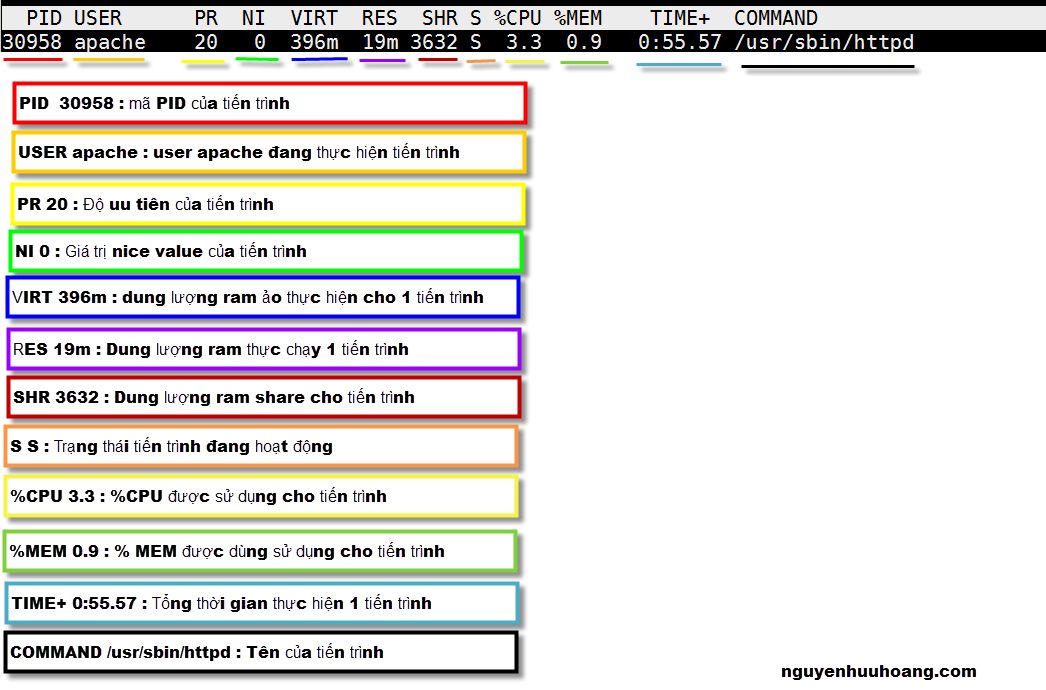 PID USER PR NI VIRT RES SHR S %CPU %MEM TIME+ COMMAND
30958 apache 20 0 396m 19m 3632 S 3.3 0.9 0:55.57 /usr/sbin/httpd
PID 30958 : mã PID của tiến trình
USER apache : user apache đang thực hiện tiến trình
PR 20 : Độ uu tiên của tiến trình
NI 0 : Giá trị nice value của tiến trình
VIRT 396m : dung lượng ram ảo thực hiện cho 1 tiến trình
RES 19m : Dung lượng ram thực chạy 1 tiến trình
SHR 3632 : Dung lượng ram share cho tiến trình
S S : Trạng thái tiến trình đang hoạt động
%CPU 3.3 : %CPU được sử dụng cho tiến trình
%MEM 0.9 : % MEM được dùng sử dụng cho tiến trình
TIME+ 0:55.57 : Tổng thời gian thực hiện 1 tiến trình
COMMAND /usr/sbin/httpd : Tên của tiến trình
nguyenhuuhoang.com